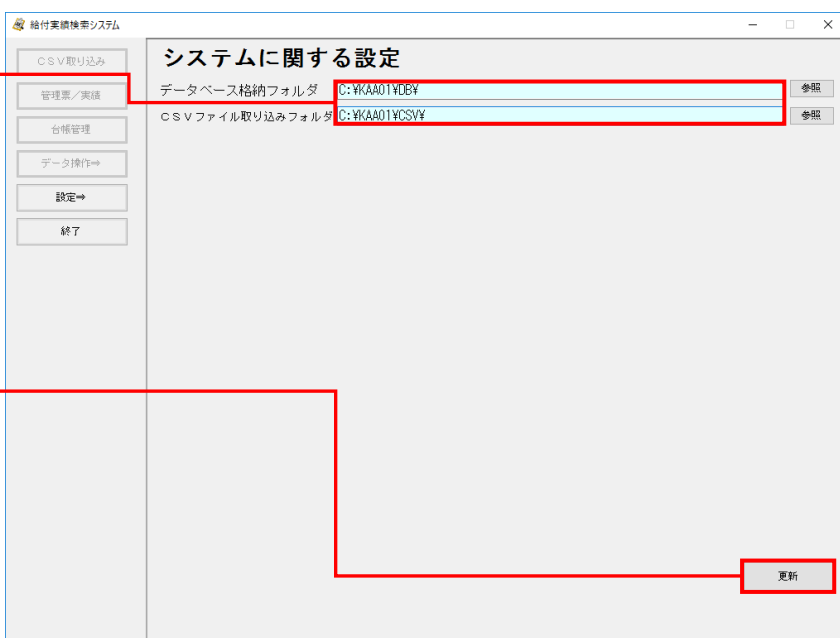 給付実績検索システム
CSV取り込み
管理票／実績
台帳管理
データ操作⇒
設定⇒
終了
システムに関する設定
データベース格納フォルダ C:¥KAA01¥DB¥ 参照
CSVファイル取り込みフォルダ C:¥KAA01¥CSV¥ 参照
更新